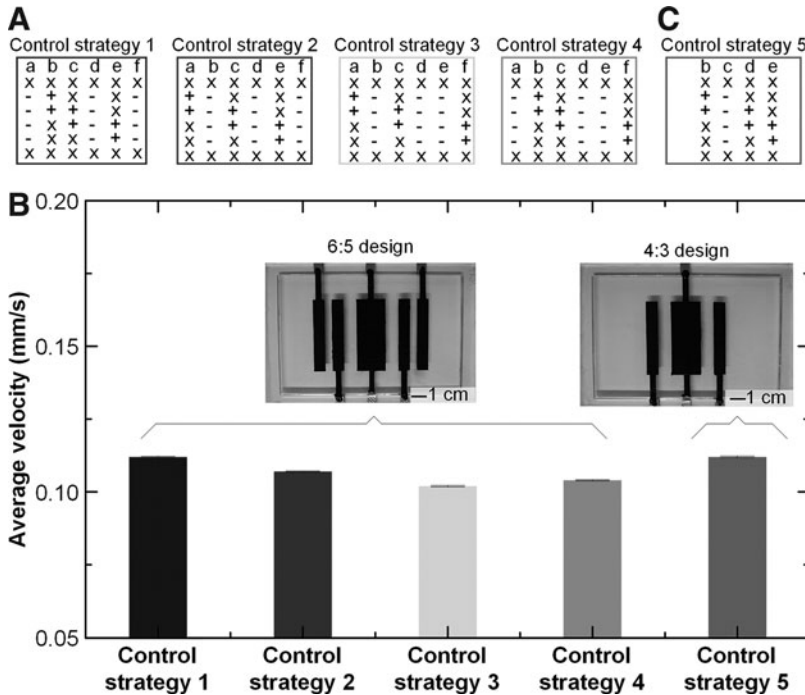 A
C
Control strategy 1 Control strategy 2 Control strategy 3 Control strategy 4 Control strategy 5
a b c d e f a b c d e f a b c d e f a b c d e f b c d e
B
0.20
0.15
0.10
0.05
Average velocity (mm/s)
6:5 design
4:3 design
1 cm
1 cm
Control strategy 1
Control strategy 2
Control strategy 3
Control strategy 4
Control strategy 5